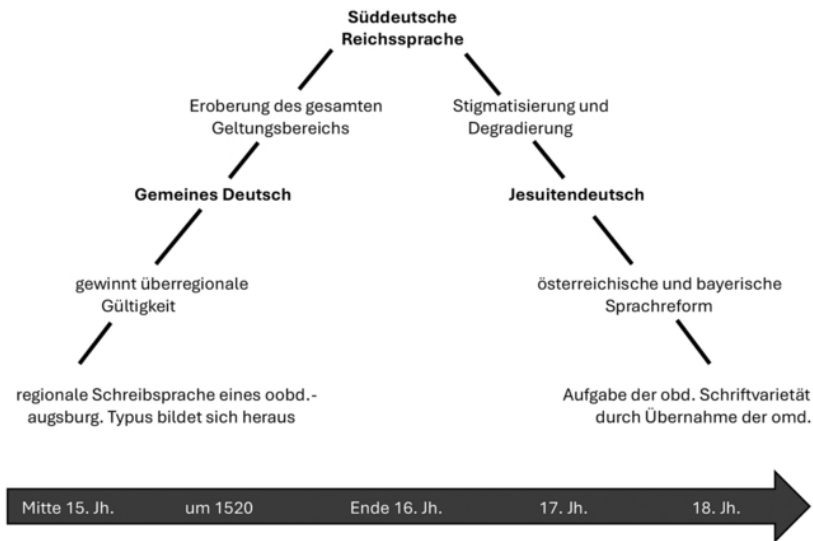 Süddeutsche
Reichssprache
Eroberung des gesamten
Geltungsbereichs
Stigmatisierung und
Degradierung
Gemeines Deutsch
Jesuitendeutsch
gewinnt überregionale
Gültigkeit
österreichische und bayerische
Sprachreform
regionale Schreibsprache eines oobd.-
augsburg. Typus bildet sich heraus
Aufgabe der obd. Schriftvarietät
durch Übernahme der omd.
Mitte 15. Jh. um 1520 Ende 16. Jh. 17. Jh. 18. Jh.